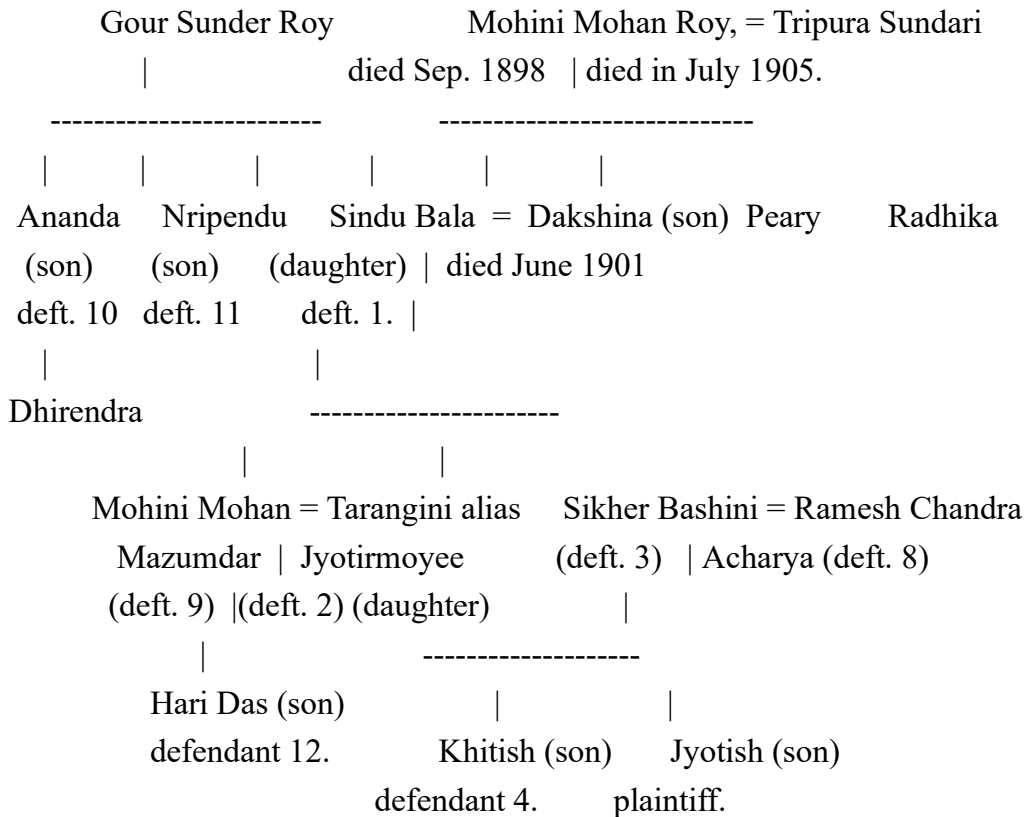 Gour Sunder Roy Mohini Mohan Roy, = Tripura Sundari
| died Sep. 1898 | died in July 1905.
------------------------- -----------------------------
| | | | | |
Ananda Nripendu Sindu Bala = Dakshina (son) Peary Radhika
(son) (son) (daughter) | died June 1901
deft. 10 deft. 11 deft. 1. |
| |
Dhirendra -----------------------
| |
Mohini Mohan = Tarangini alias Sikher Bashini = Ramesh Chandra
Mazumdar | Jyotirmoyee (deft. 3) | Acharya (deft. 8)
(deft. 9) |(deft. 2) (daughter) |
| --------------------
Hari Das (son) | |
defendant 12. Khitish (son) Jyotish (son)
defendant 4. plaintiff.